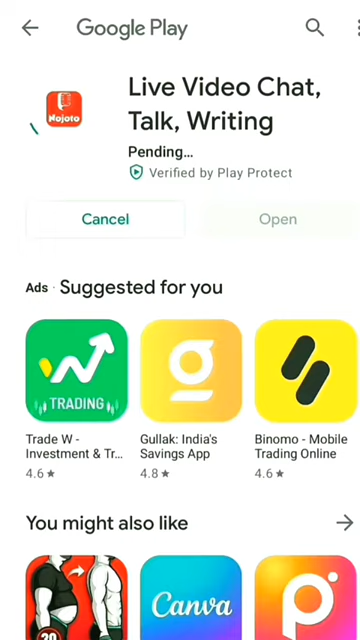 Google Play
Nojoto
Live Video Chat,
Talk, Writing
Pending...
Verified by Play Protect
Cancel
Open
Ads · Suggested for you
TRADING
Trade W -
Investment & Tr...
4.6★
Gullak: India's
Savings App
4.8★
Binomo - Mobile
Trading Online
4.6★
You might also like
30
Canva